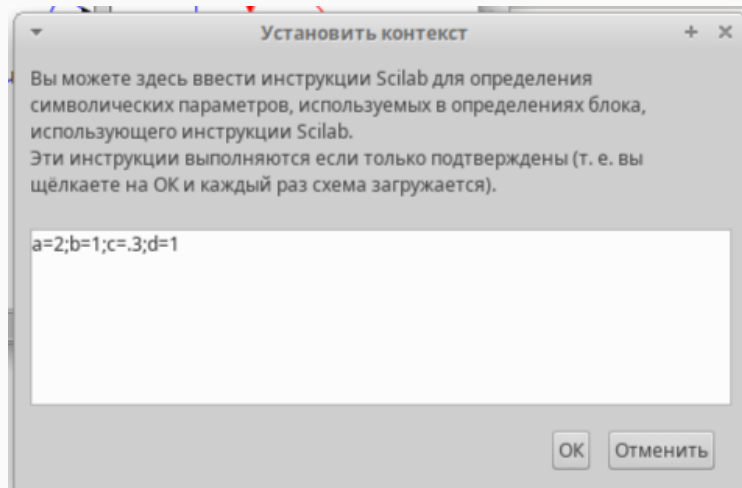 Установить контекст
Вы можете здесь ввести инструкции Scilab для определения
символических параметров, используемых в определениях блока,
использующего инструкции Scilab.
Эти инструкции выполняются если только подтверждены (т. е. вы
щёлкаете на ОК и каждый раз схема загружается).
a=2;b=1;c=.3;d=1
ОК Отменить